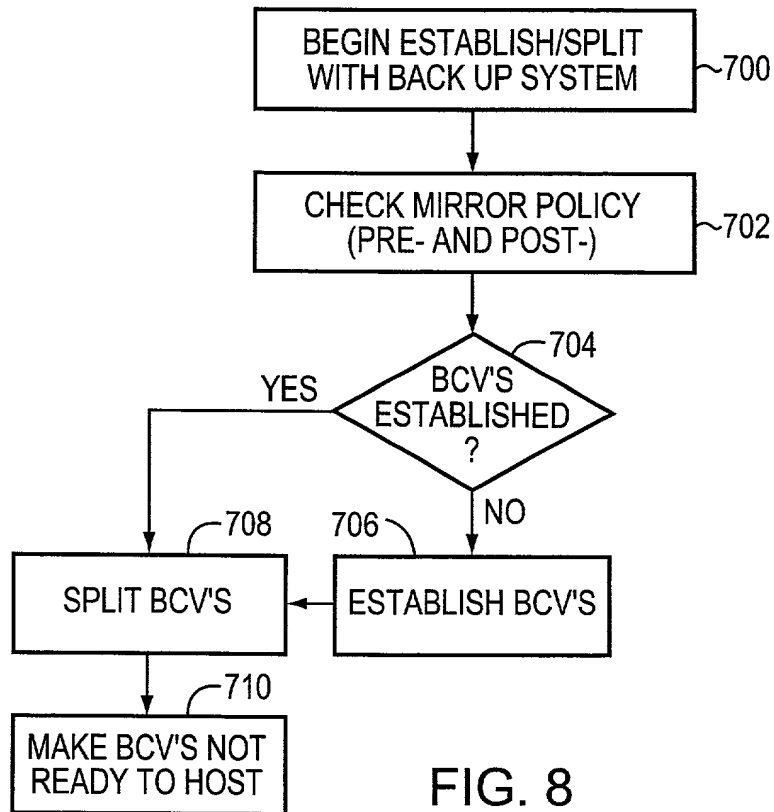 BEGIN ESTABLISH/SPLIT
WITH BACK UP SYSTEM
700
CHECK MIRROR POLICY
(PRE- AND POST-)
702
704
BCV'S
ESTABLISHED
?
YES
NO
708
706
SPLIT BCV'S
ESTABLISH BCV'S
710
MAKE BCV'S NOT
READY TO HOST
FIG. 8